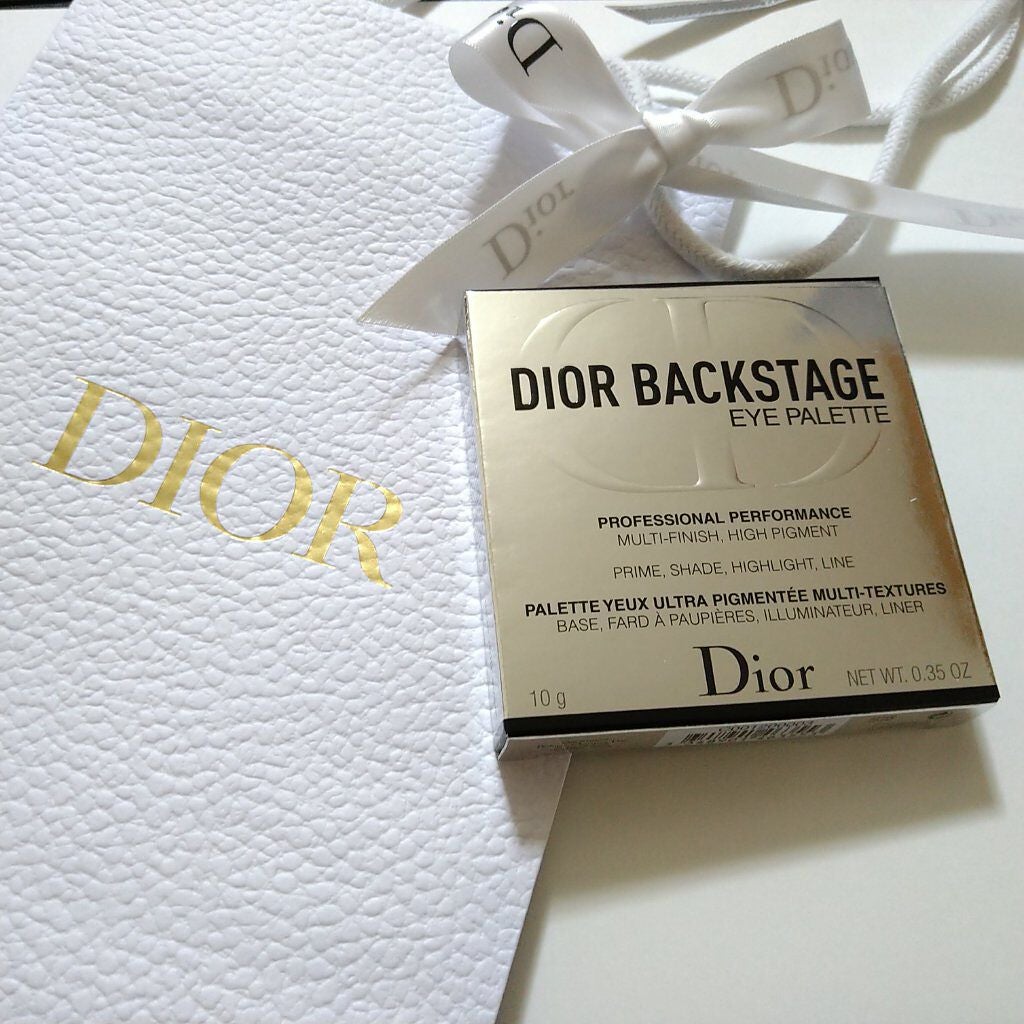 Dior
Dio
Dior
DIOR
DIOR BACKSTAGE
EYE PALETTE
PROFESSIONAL PERFORMANCE
MULTI-FINISH, HIGH PIGMENT
PRIME, SHADE, HIGHLIGHT, LINE
PALETTE YEUX ULTRA PIGMENTÉE MULTI-TEXTURES
BASE, FARD À PAUPIÈRES, ILLUMINATEUR, LINER
10 g
Dior
NET WT. 0.35 OZ